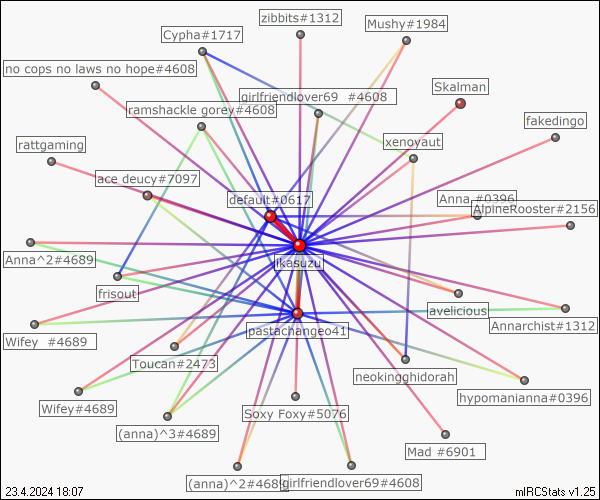 zibbits#1312
Mushy#1984
Cypha#1717
no cops no laws no hope#4608
Skalman
girlfriendlover69 #4608
ramshackle gorey#4608
fakedingo
xenoyaut
rattgaming
ace deucy#7097
default#0617
Anna #0396
AlpineRooster#2156
Anna^2#4689
jkasuzu
frisout
avelicious
Annarchist#1312
pastachangeo41
Wifey #4689
Toucan#2473
neokingghidorah
hypomanianna#0396
Wifey#4689
Soxy Foxy#5076
(anna)^3#4689
Mad #6901
(anna)^2#4689
girlfriendlover69#4608
23.4.2024 18:07
mIRCStats v1.25